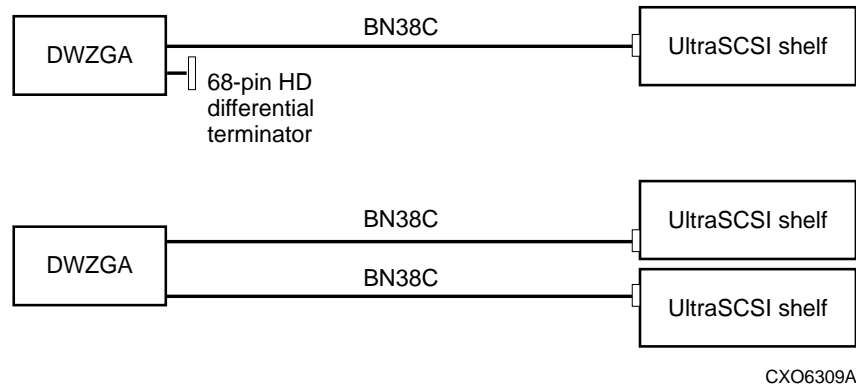 BN38C
DWZGA
UltraSCSI shelf
68-pin HD
differential
terminator
BN38C
UltraSCSI shelf
DWZGA
BN38C
UltraSCSI shelf
CXO6309A